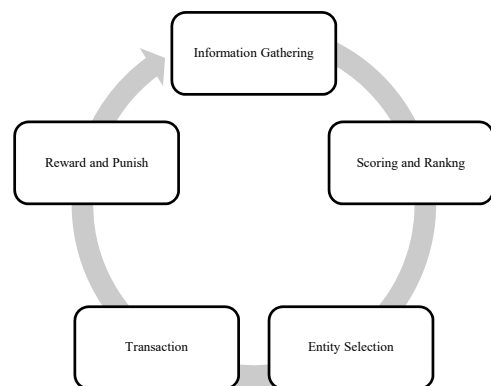 Information Gathering
Scoring and Rankng
Entity Selection
Transaction
Reward and Punish